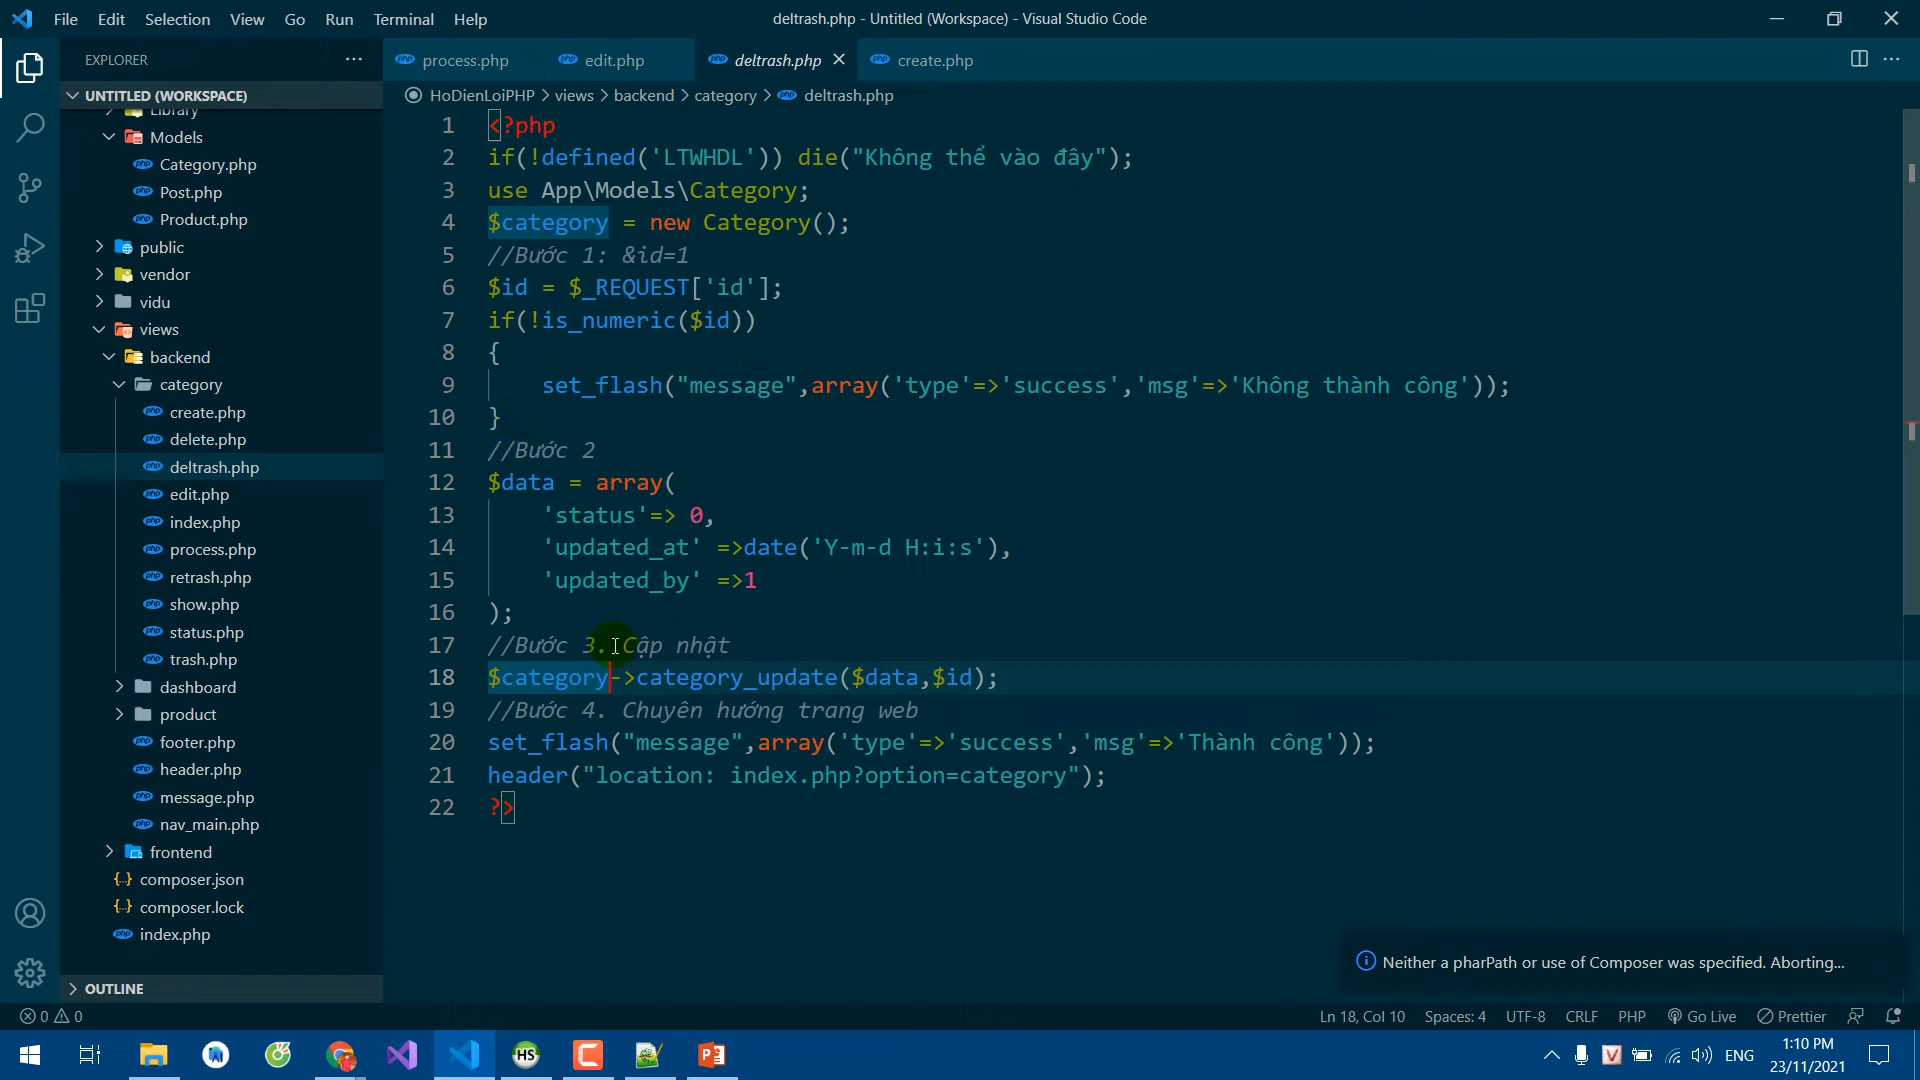 File Edit Selection View Go Run Terminal Help
deltrash.php - Untitled (Workspace) - Visual Studio Code
EXPLORER
process.php
edit.php
deltrash.php
create.php
UNTITLED (WORKSPACE)
HoDienLoiPHP > views > backend > category > deltrash.php
Library
Models
Category.php
Post.php
Product.php
public
vendor
vidu
views
backend
category
create.php
delete.php
deltrash.php
edit.php
index.php
process.php
retrash.php
show.php
status.php
trash.php
dashboard
product
footer.php
header.php
message.php
nav_main.php
frontend
composer.json
composer.lock
index.php
OUTLINE
1 <?php
2 if(!defined('LTWHDL')) die("Không thể vào đây");
3 use App\Models\Category;
4 $category = new Category();
5 //Bước 1: &id=1
6 $id = $_REQUEST['id'];
7 if(!is_numeric($id))
8 {
9 set_flash("message",array('type'=>'success','msg'=>'Không thành công'));
10 }
11 //Bước 2
12 $data = array(
13 'status'=> 0,
14 'updated_at' =>date('Y-m-d H:i:s'),
15 'updated_by' =>1
16 );
17 //Bước 3. Cập nhật
18 $category->category_update($data,$id);
19 //Bước 4. Chuyên hướng trang web
20 set_flash("message",array('type'=>'success','msg'=>'Thành công'));
21 header("location: index.php?option=category");
22 ?>
Neither a pharPath or use of Composer was specified. Aborting...
0 0
Ln 18, Col 10 Spaces: 4 UTF-8 CRLF PHP Go Live Prettier
HS
V
ENG
1:10 PM
23/11/2021